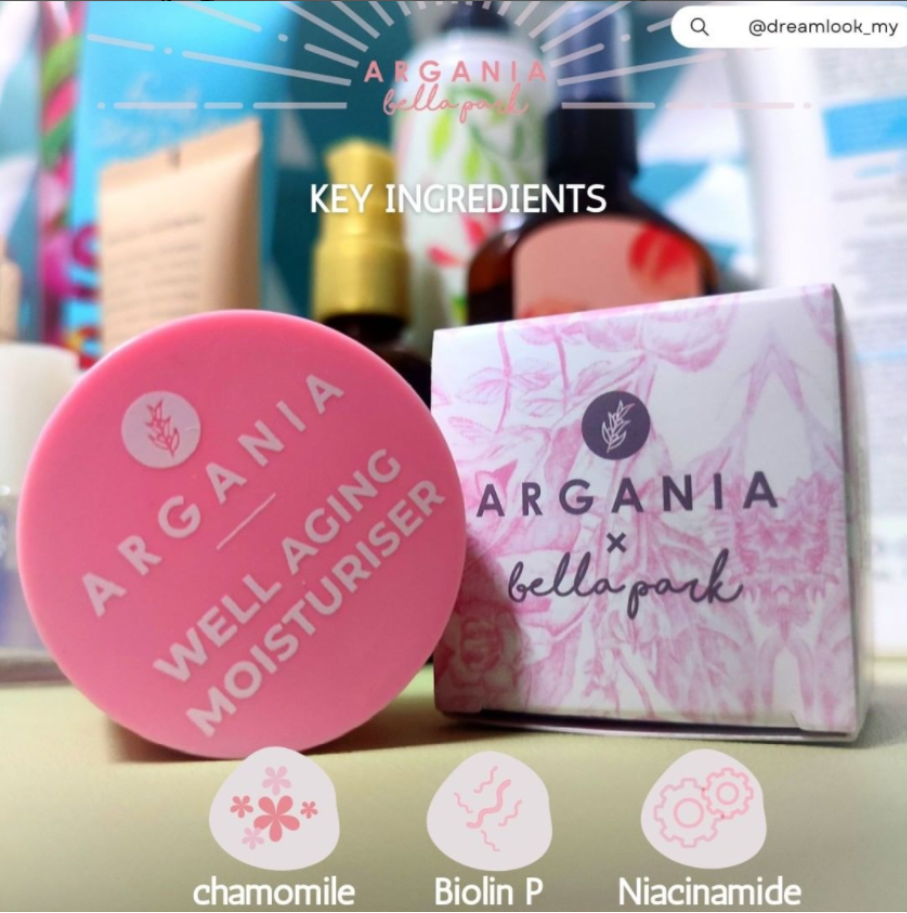 @dreamlook_my
ARGANIA
bella park
KEY INGREDIENTS
ARGANIA
WELL AGING
MOISTURISER
ARGANIA
×
bella park
chamomile
Biolin P
Niacinamide